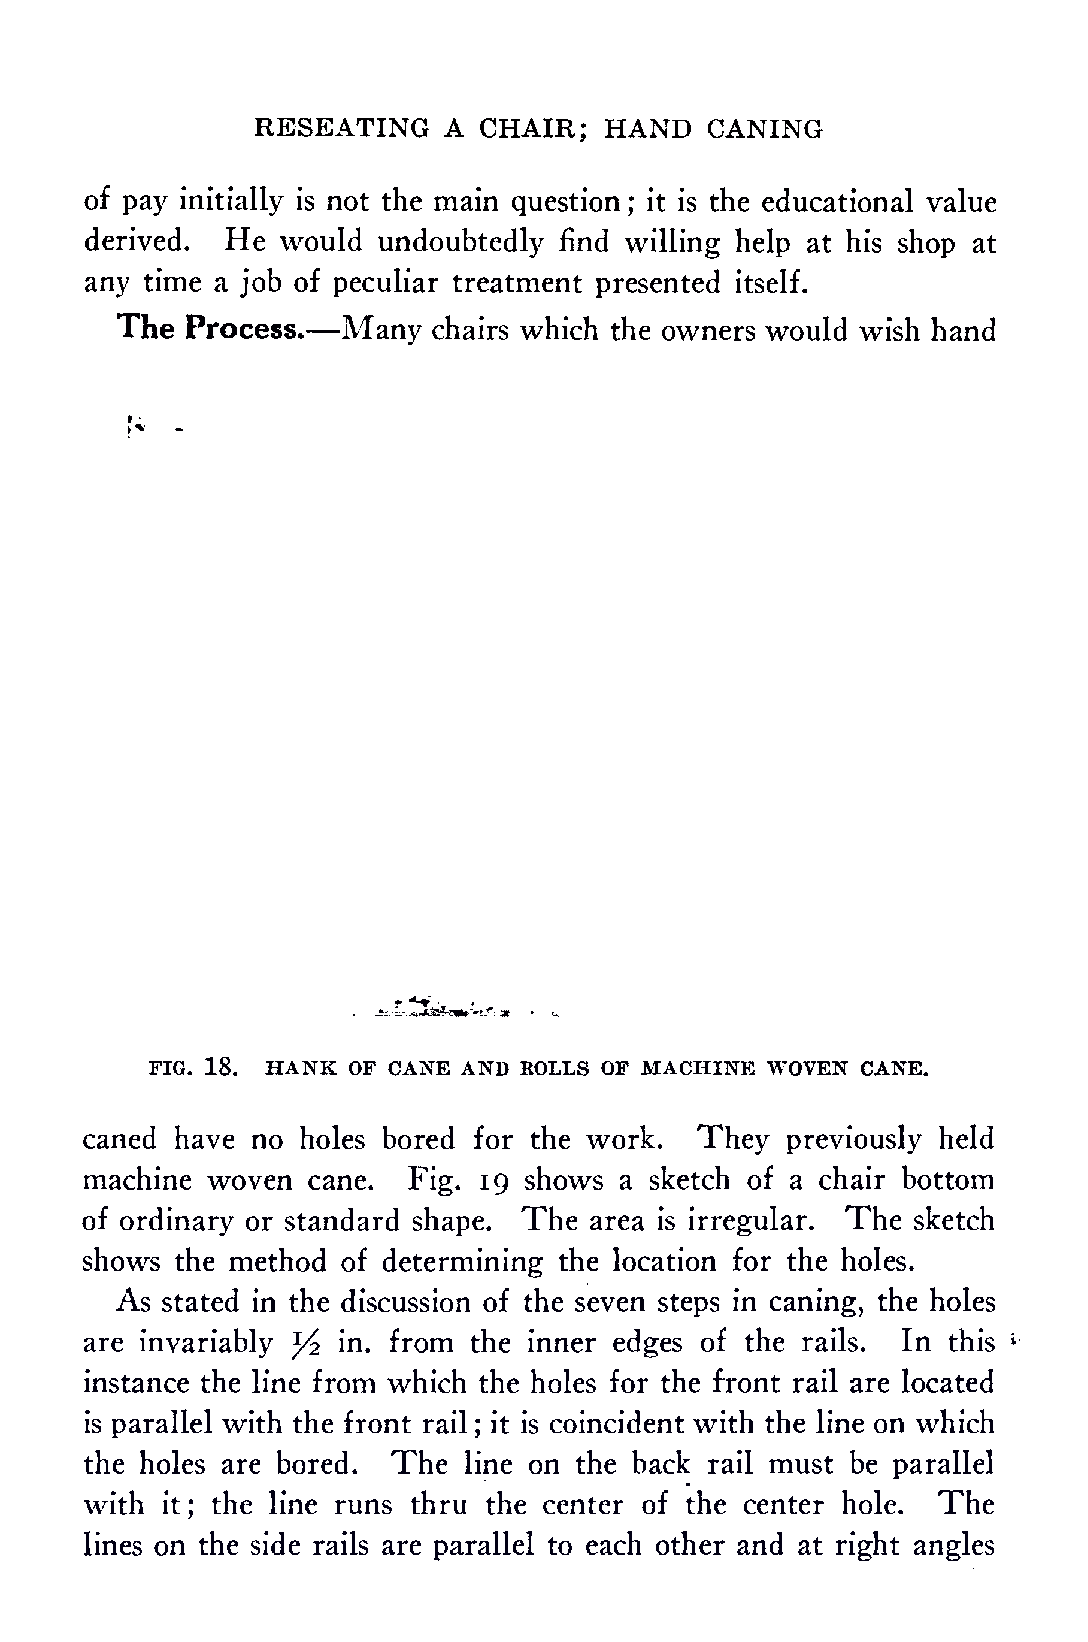 RESEATING A CHAIR; HAND CANING
of pay initially is not the main question; it is the educational value
derived. He would undoubtedly find willing help at his shop at
any time a job of peculiar treatment presented itself.
The Process.—Many chairs which the owners would wish hand
FIG. 18. HANK OF CANE AND ROLLS OF MACHINE WOVEN CANE.
caned have no holes bored for the work. They previously held
machine woven cane. Fig. 19 shows a sketch of a chair bottom
of ordinary or standard shape. The area is irregular. The sketch
shows the method of determining the location for the holes.
As stated in the discussion of the seven steps in caning, the holes
are invariably ½ in. from the inner edges of the rails. In this
instance the line from which the holes for the front rail are located
is parallel with the front rail; it is coincident with the line on which
the holes are bored. The line on the back rail must be parallel
with it; the line runs thru the center of the center hole. The
lines on the side rails are parallel to each other and at right angles